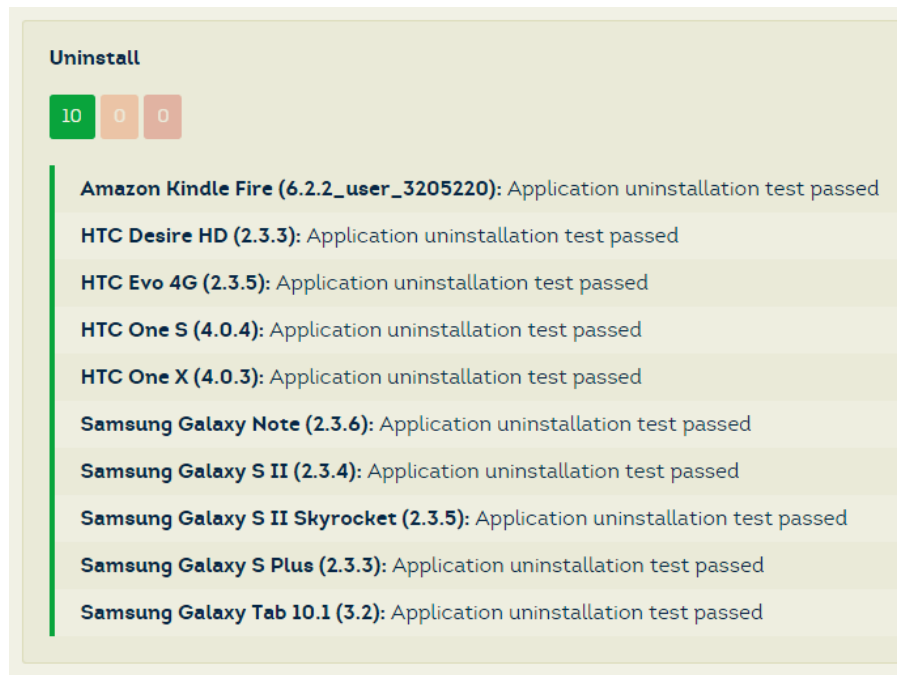 Uninstall
10 0 0
Amazon Kindle Fire (6.2.2_user_3205220): Application uninstallation test passed
HTC Desire HD (2.3.3): Application uninstallation test passed
HTC Evo 4G (2.3.5): Application uninstallation test passed
HTC One S (4.0.4): Application uninstallation test passed
HTC One X (4.0.3): Application uninstallation test passed
Samsung Galaxy Note (2.3.6): Application uninstallation test passed
Samsung Galaxy S II (2.3.4): Application uninstallation test passed
Samsung Galaxy S II Skyrocket (2.3.5): Application uninstallation test passed
Samsung Galaxy S Plus (2.3.3): Application uninstallation test passed
Samsung Galaxy Tab 10.1 (3.2): Application uninstallation test passed